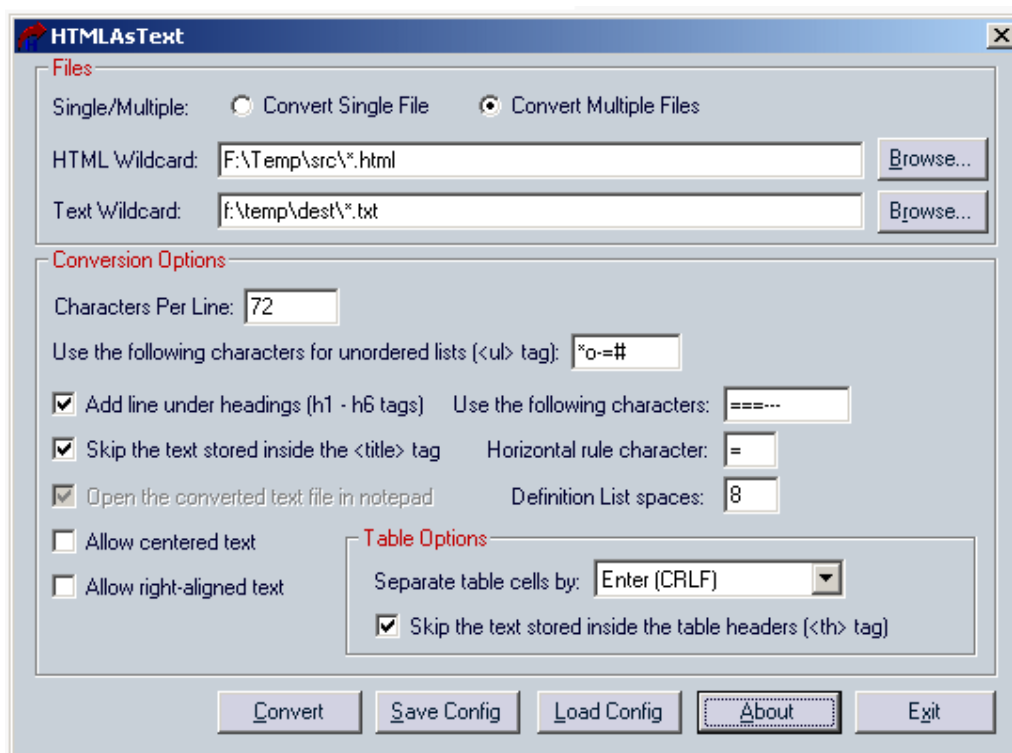 HTMLAsText
Files
Single/Multiple: Convert Single File Convert Multiple Files
HTML Wildcard: F:\Temp\src\*.html Browse...
Text Wildcard: f:\temp\dest\*.txt Browse...
Conversion Options
Characters Per Line: 72
Use the following characters for unordered lists (<ul> tag): *o-=#
Add line under headings (h1 - h6 tags) Use the following characters: ===---
Skip the text stored inside the <title> tag Horizontal rule character: =
Open the converted text file in notepad Definition List spaces: 8
Allow centered text
Table Options
Separate table cells by: Enter (CRLF)
Allow right-aligned text
Skip the text stored inside the table headers (<th> tag)
Convert Save Config Load Config About Exit